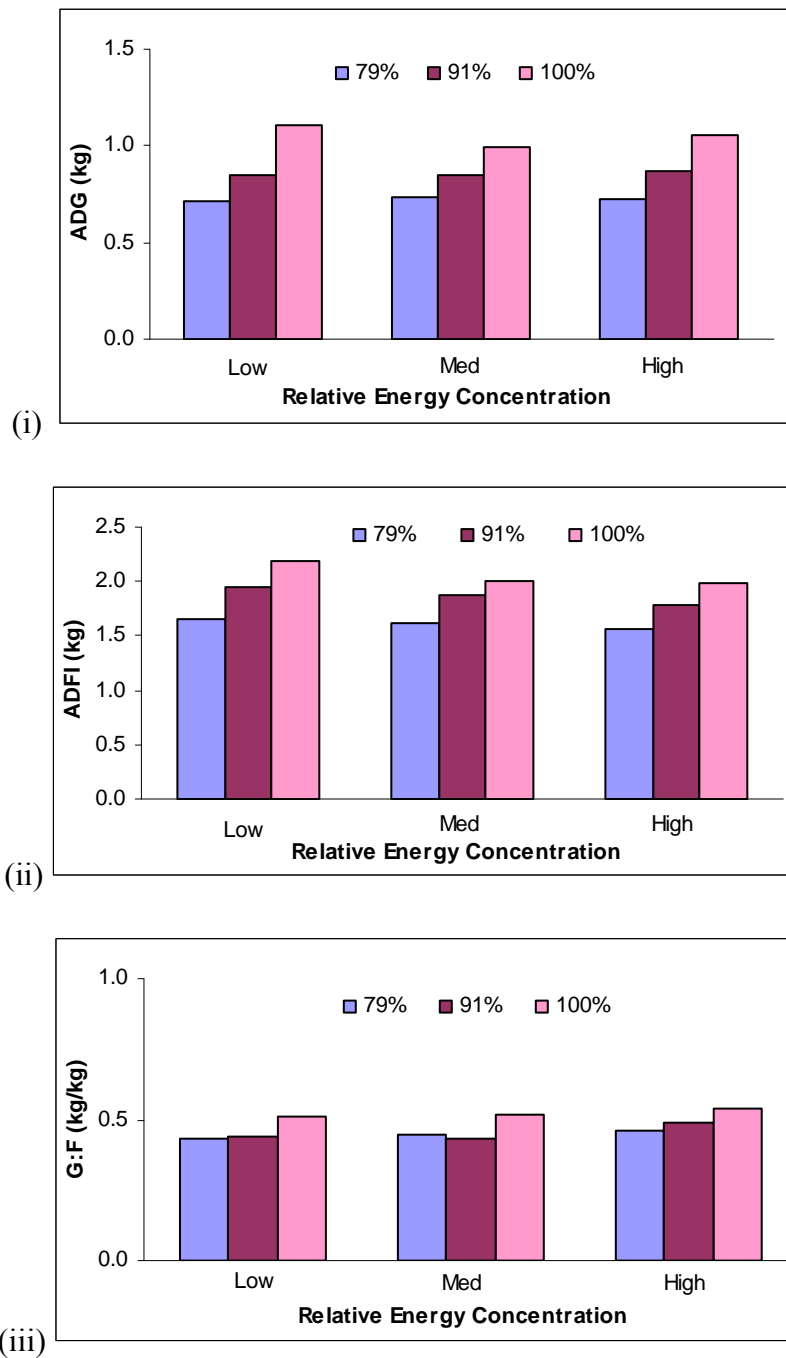 1.5
79% 91% 100%
1.0
0.5
0.0
ADG (kg)
Low Med High
Relative Energy Concentration
(i)
2.5
79% 91% 100%
2.0
1.5
1.0
0.5
0.0
ADFI (kg)
Low Med High
Relative Energy Concentration
(ii)
1.0
79% 91% 100%
0.5
0.0
G:F (kg/kg)
Low Med High
Relative Energy Concentration
(iii)